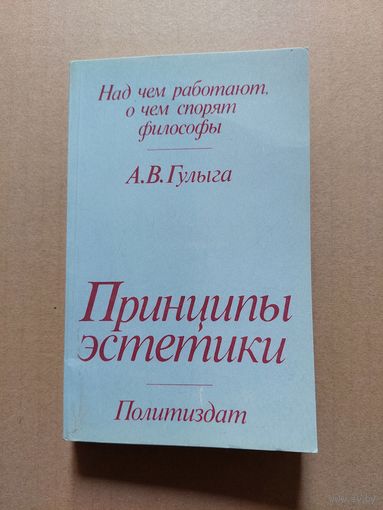 Над чем работают,
о чем спорят
философы
А.В.Гулыга
Принципы
эстетики
Политиздат